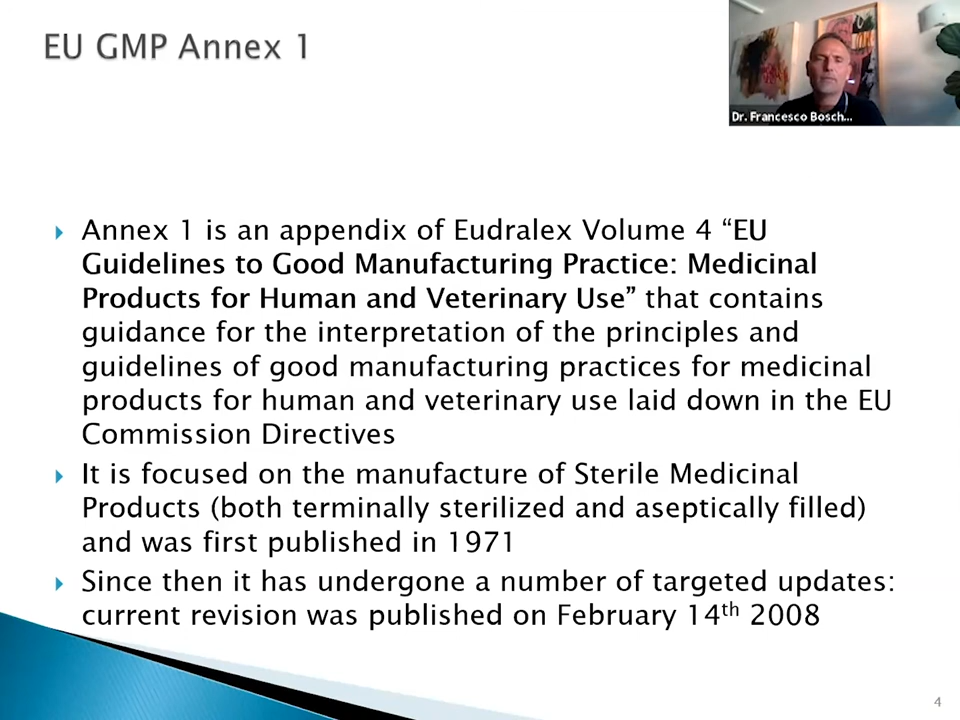 EU GMP Annex 1
Dr. Francesco Bosch...
Annex 1 is an appendix of Eudralex Volume 4 “EU
Guidelines to Good Manufacturing Practice: Medicinal
Products for Human and Veterinary Use” that contains
guidance for the interpretation of the principles and
guidelines of good manufacturing practices for medicinal
products for human and veterinary use laid down in the EU
Commission Directives
It is focused on the manufacture of Sterile Medicinal
Products (both terminally sterilized and aseptically filled)
and was first published in 1971
Since then it has undergone a number of targeted updates:
current revision was published on February 14th 2008
4